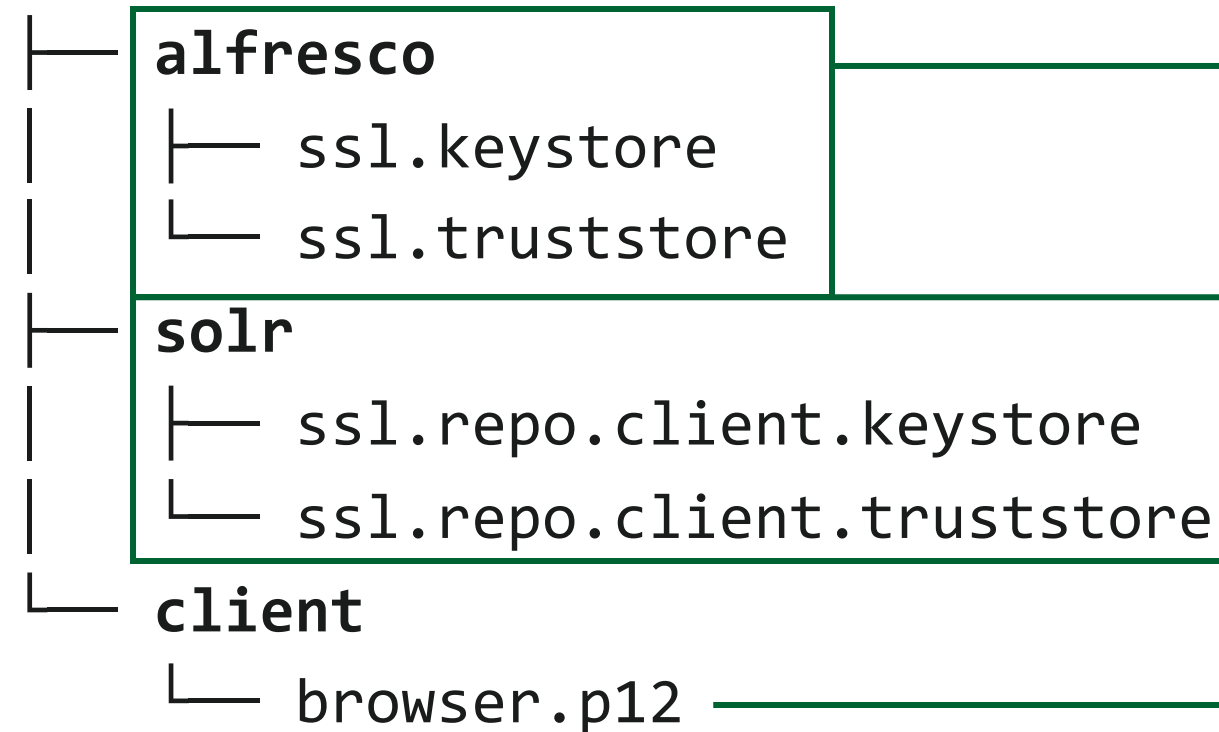 alfresco
ssl.keystore
ssl.truststore
solr
ssl.repo.client.keystore
ssl.repo.client.truststore
client
browser.p12